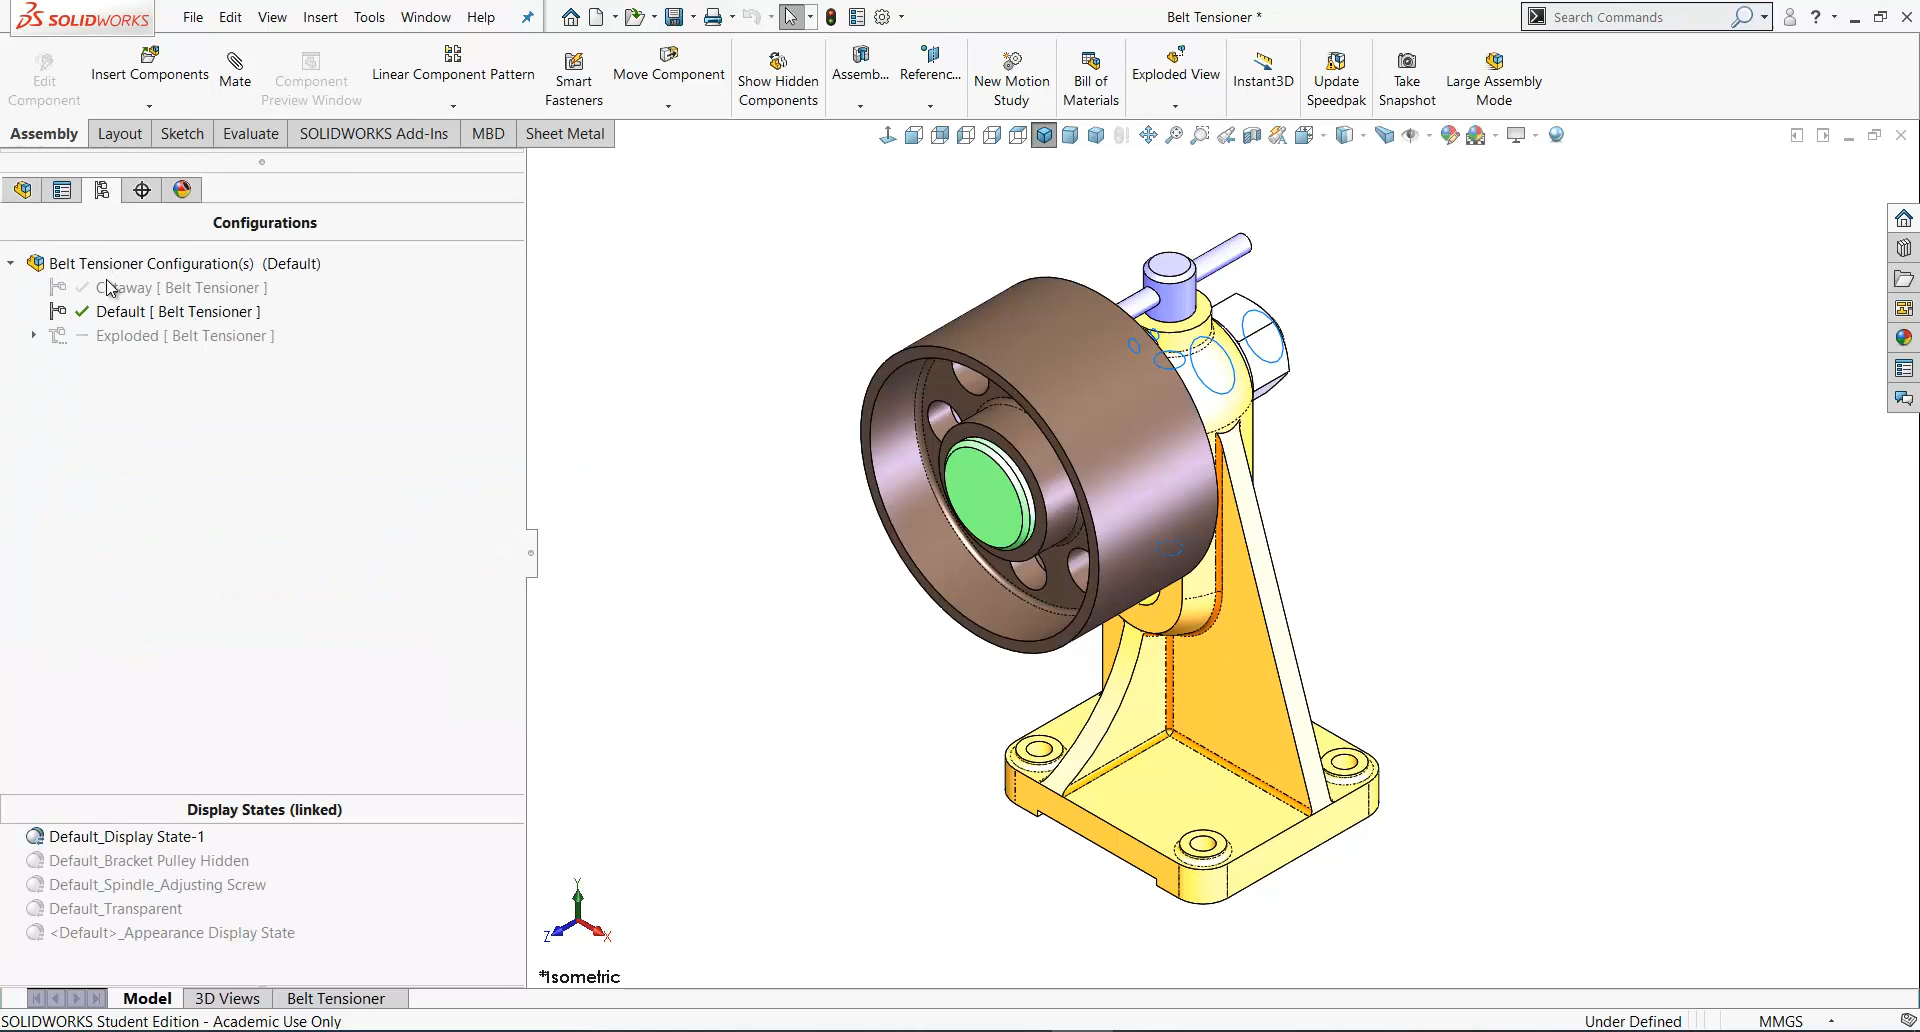 SOLIDWORKS
File Edit View Insert Tools Window Help
Belt Tensioner *
Search Commands
?
Edit Component
Insert Components
Mate
Component Preview Window
Linear Component Pattern
Smart Fasteners
Move Component
Show Hidden Components
Assemb...
Referenc...
New Motion Study
Bill of Materials
Exploded View
Instant3D
Update Speedpak
Take Snapshot
Large Assembly Mode
Assembly Layout Sketch Evaluate SOLIDWORKS Add-Ins MBD Sheet Metal
Configurations
Belt Tensioner Configuration(s) (Default)
[ Belt Tensioner ]
Default [ Belt Tensioner ]
Exploded [ Belt Tensioner ]
Display States (linked)
Default_Display State-1
Default_Bracket Pulley Hidden
Default_Spindle_Adjusting Screw
Default_Transparent
<Default>_Appearance Display State
Y
Z
X
*Isometric
Model 3D Views Belt Tensioner
SOLIDWORKS Student Edition - Academic Use Only
Under Defined
MMGS